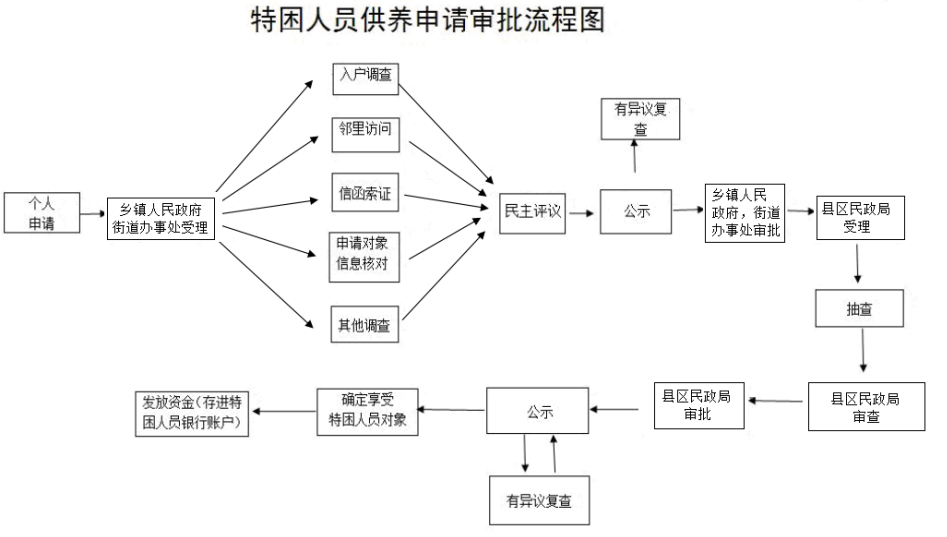 特困人员供养申请审批流程图
个人
申请
乡镇人民政府
街道办事处受理
入户调查
邻里访问
信函索证
申请对象
信息核对
其他调查
民主评议
有异议复
查
公示
乡镇人民
政府，街道
办事处审批
县区民政局
受理
抽查
县区民政局
审查
县区民政局
审批
公示
有异议复查
确定享受
特困人员对象
发放资金（存进特
困人员银行账户）